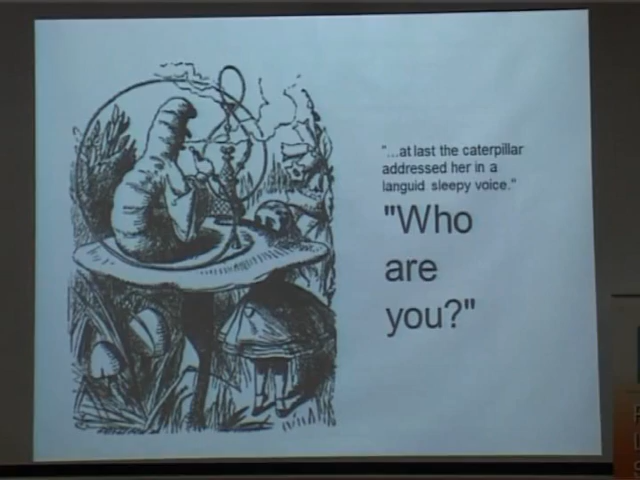 "...at last the caterpillar
addressed her in a
languid sleepy voice."
"Who
are
you?"